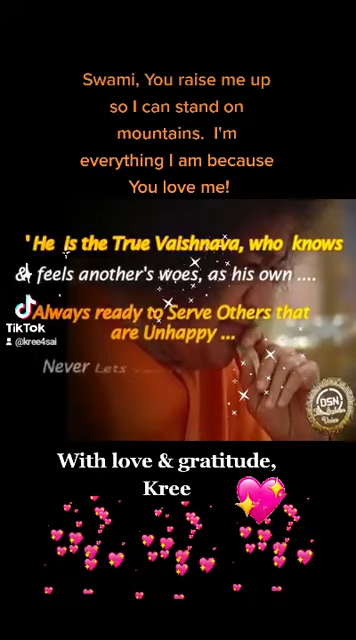 Swami, You raise me up
so I can stand on
mountains. I'm
everything I am because
You love me!
' He is the True Vaishnava, who knows
& feels another's woes, as his own ....
Always ready to Serve Others that
are Unhappy ...
Never Lets
TikTok
@kree4sai
DSN
With love & gratitude,
Kree